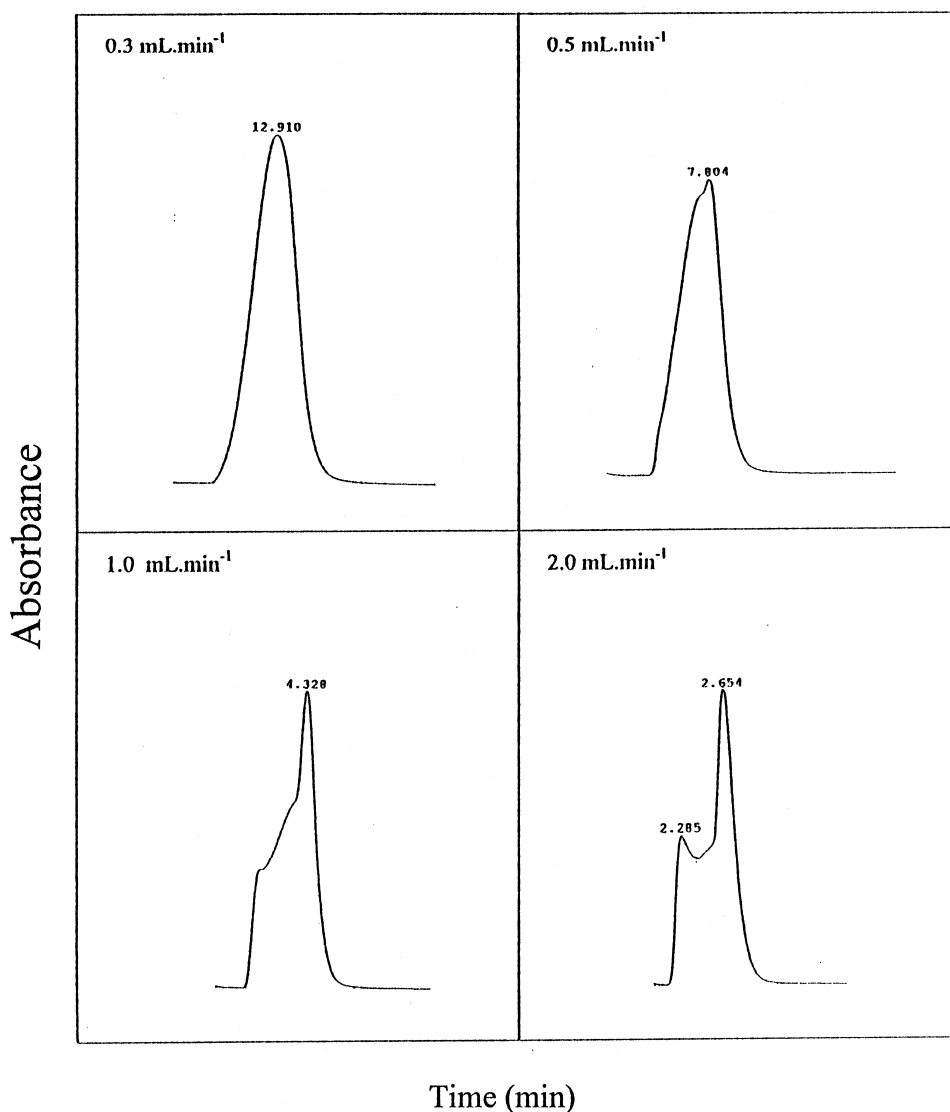 0.3 mL.min⁻¹
12.910
0.5 mL.min⁻¹
7.804
1.0 mL.min⁻¹
4.328
2.0 mL.min⁻¹
2.654
2.285
Absorbance
Time (min)